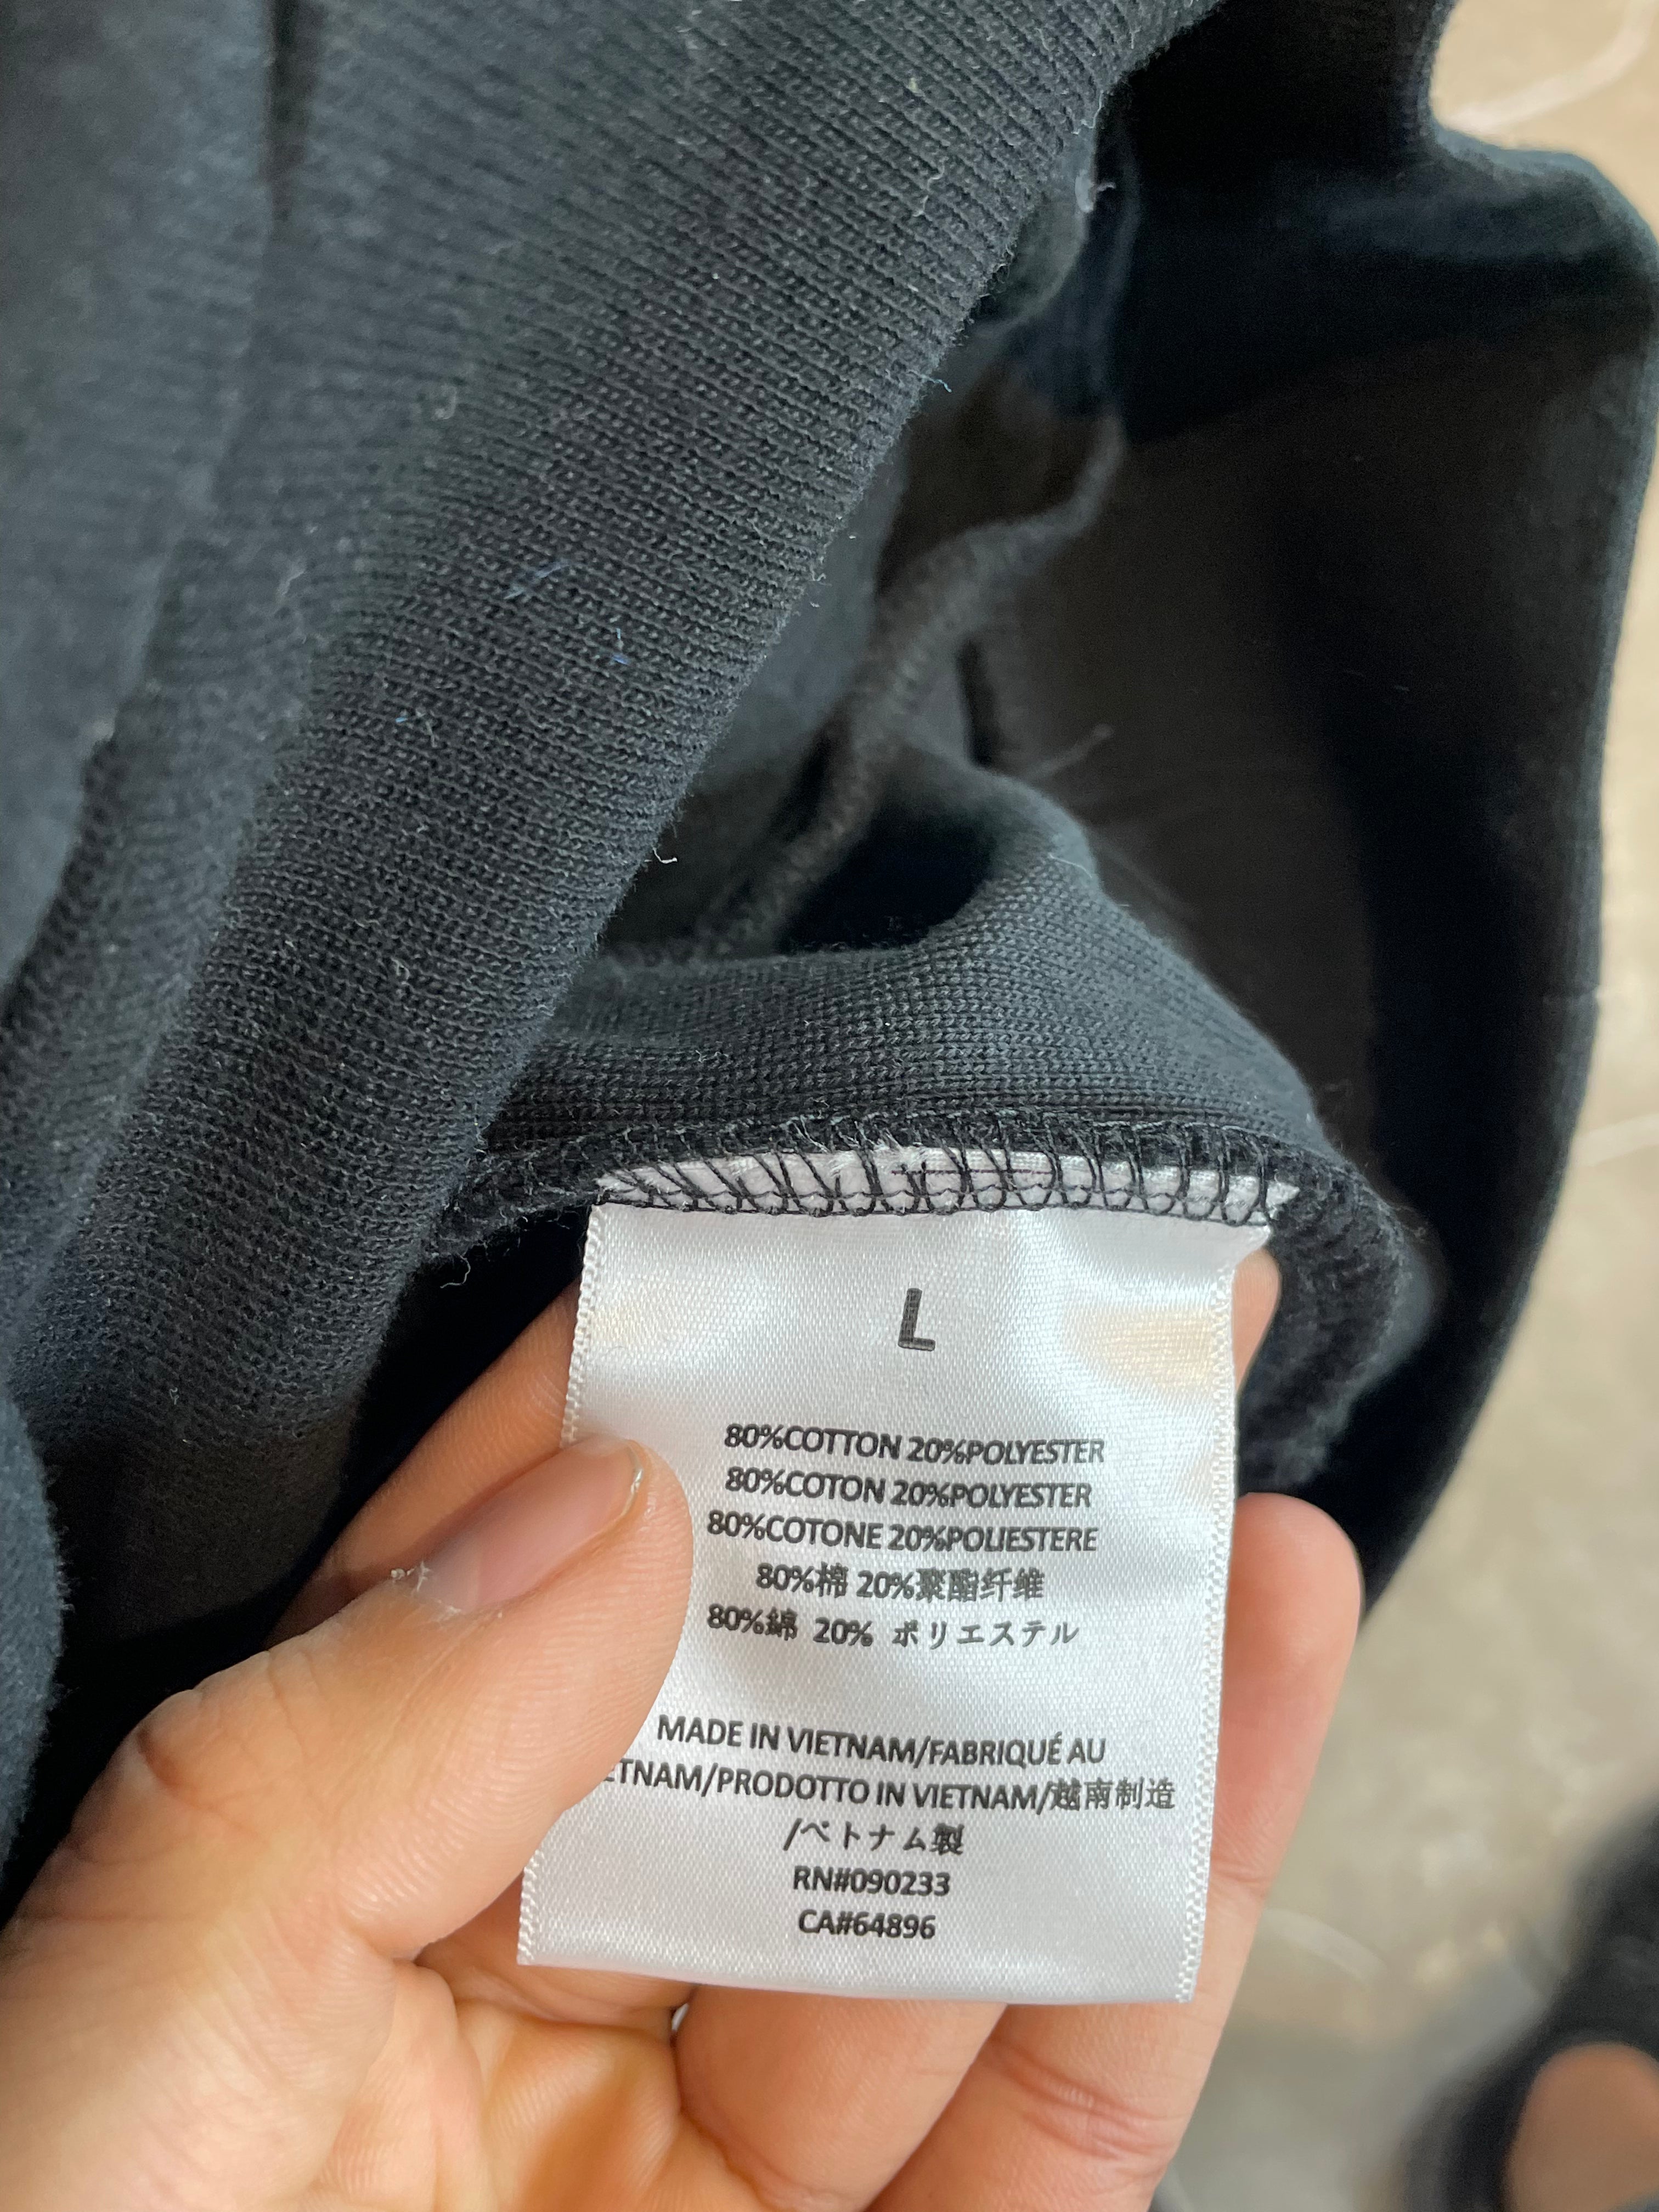 L
80%COTTON 20%POLYESTER
80%COTON 20%POLYESTER
80%COTONE 20%POLIESTERE
80%棉 20%聚酯纤维
80%綿 20% ポリエステル
MADE IN VIETNAM/FABRIQUÉ AU
ETNAM/PRODOTTO IN VIETNAM/越南制造
/ベトナム製
RN#090233
CA#64896